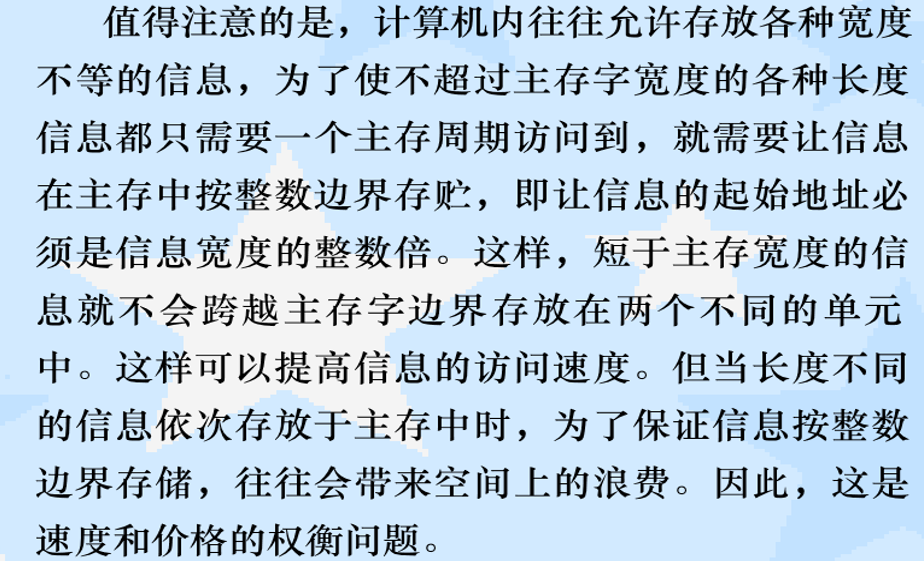 值得注意的是，计算机内往往允许存放各种宽度
不等的信息，为了使不超过主存字宽度的各种长度
信息都只需要一个主存周期访问到，就需要让信息
在主存中按整数边界存贮，即让信息的起始地址必
须是信息宽度的整数倍。这样，短于主存宽度的信
息就不会跨越主存字边界存放在两个不同的单元
中。这样可以提高信息的访问速度。但当长度不同
的信息依次存放于主存中时，为了保证信息按整数
边界存储，往往会带来空间上的浪费。因此，这是
速度和价格的权衡问题。